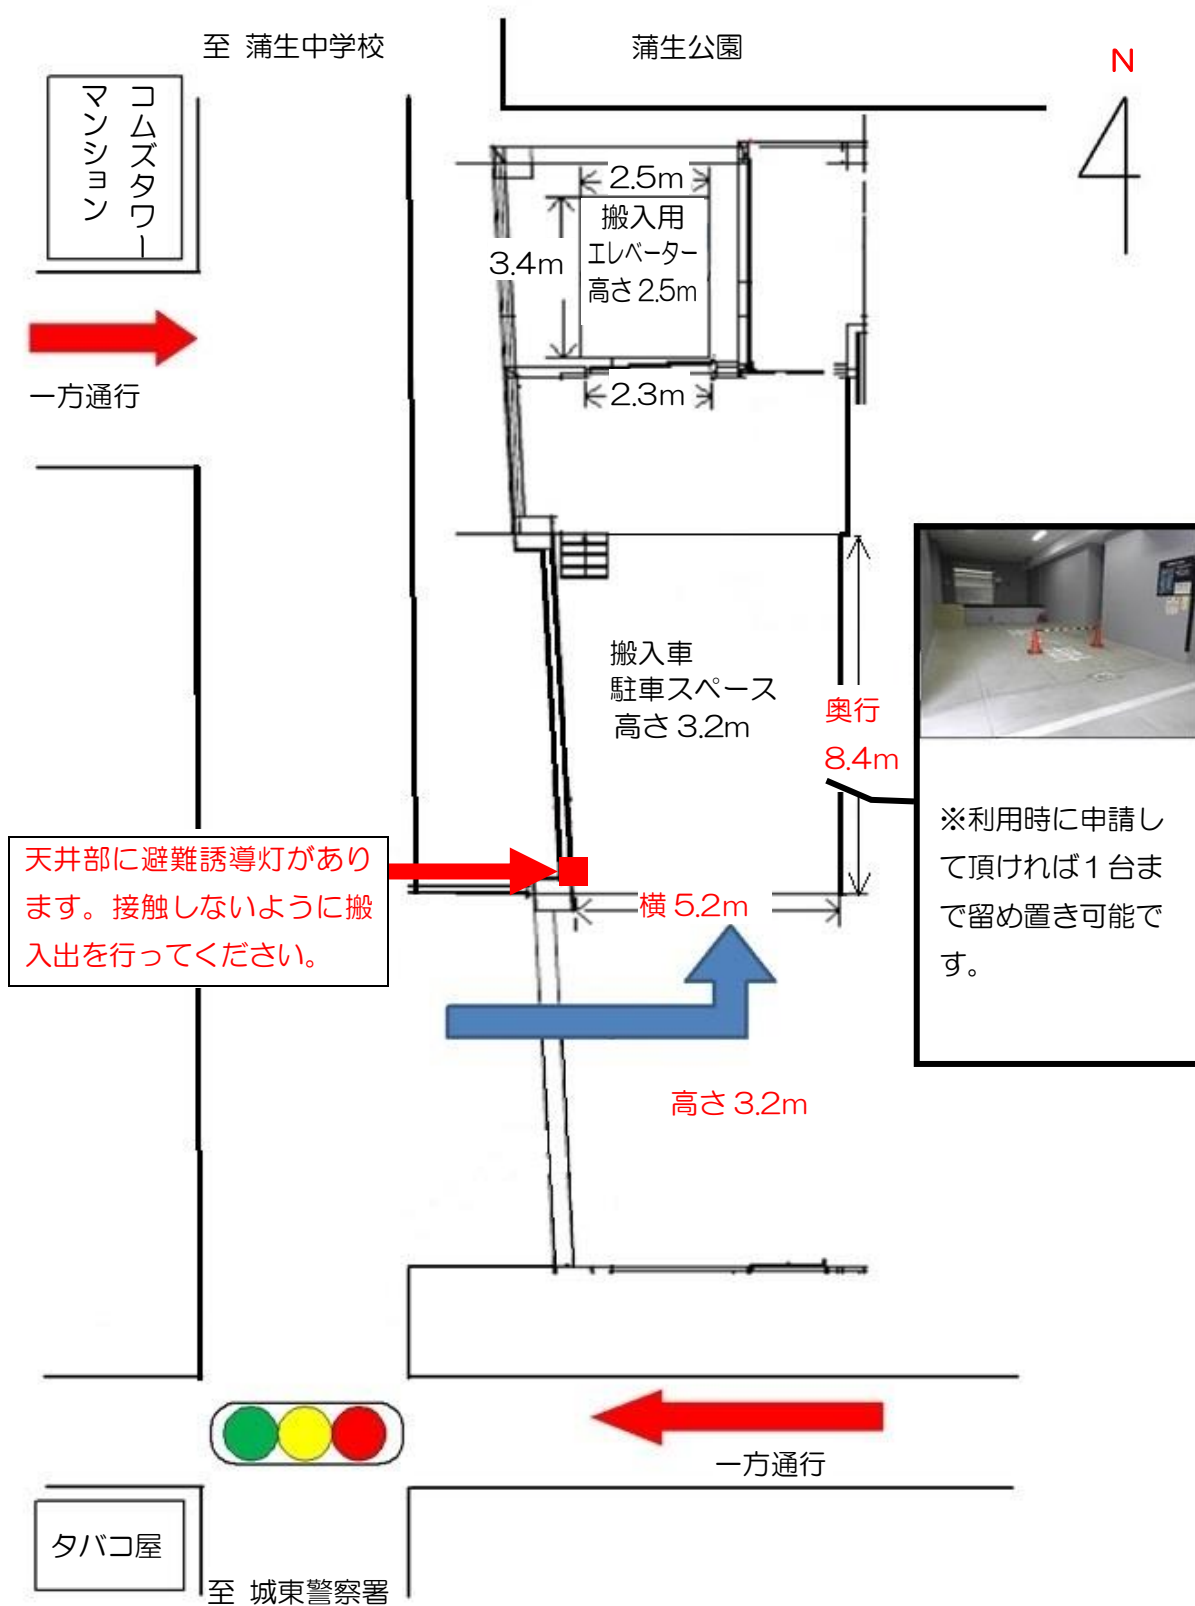 至 蒲生中学校
蒲生公園
N
コムズタワー
マンション
2.5m
搬入用
エレベーター
高さ2.5m
3.4m
2.3m
一方通行
搬入車
駐車スペース
高さ3.2m
奥行
8.4m
※利用時に申請し
て頂ければ1台ま
で留め置き可能で
す。
天井部に避難誘導灯があり
ます。接触しないように搬
入出を行ってください。
横5.2m
高さ3.2m
一方通行
タバコ屋
至 城東警察署